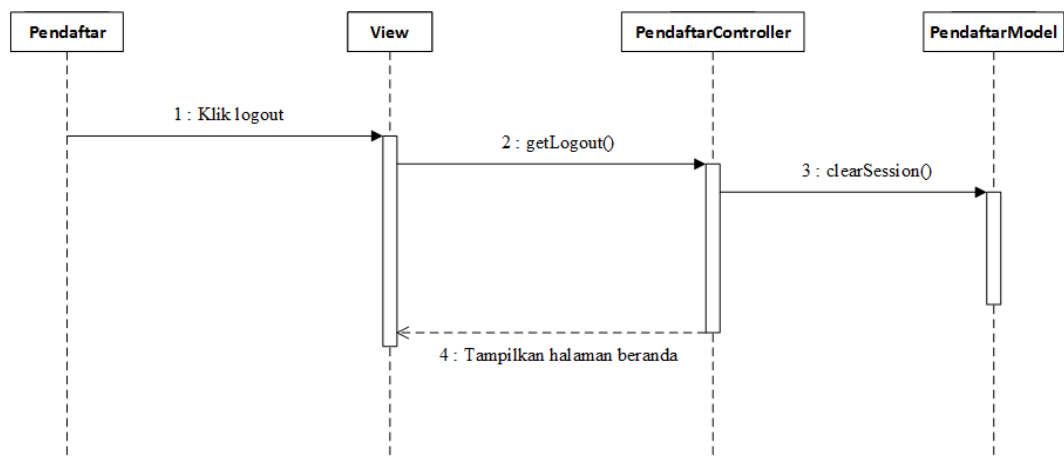 Pendaftar
View
PendaftarController
PendaftarModel
1 : Klik logout
2 : getLogout()
3 : clearSession()
4 : Tampilkan halaman beranda